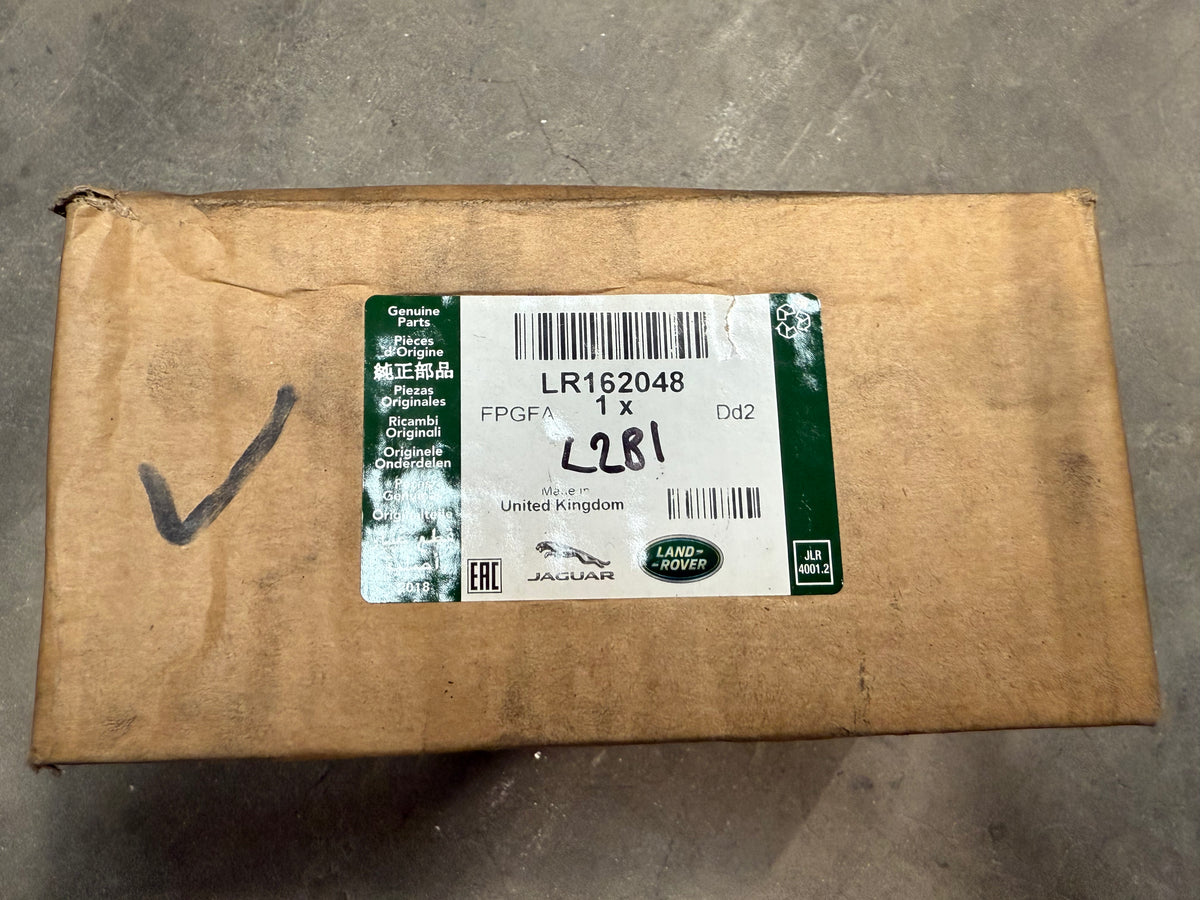 Genuine
Parts
Pièces
d'Origine
純正部品
Piezas
Originales
Ricambi
Originali
Originele
Onderdelen
Originalteile
LR162048
1 x
FPGFA
Dd2
L281
Made in
United Kingdom
EAC
JAGUAR
LAND-
-ROVER
JLR
4001.2